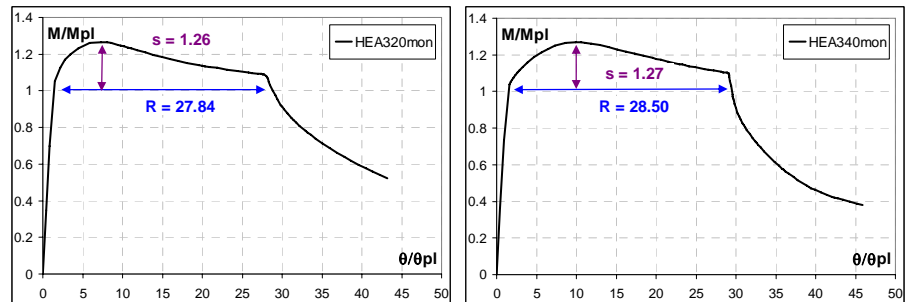 1.4
M/Mpl
HEA320mon
1.2
s = 1.26
1
R = 27.84
0.8
0.6
0.4
0.2
θ/θpl
0
0 5 10 15 20 25 30 35 40 45 50
1.4
M/Mpl
HEA340mon
1.2
s = 1.27
1
R = 28.50
0.8
0.6
0.4
0.2
θ/θpl
0
0 5 10 15 20 25 30 35 40 45 50